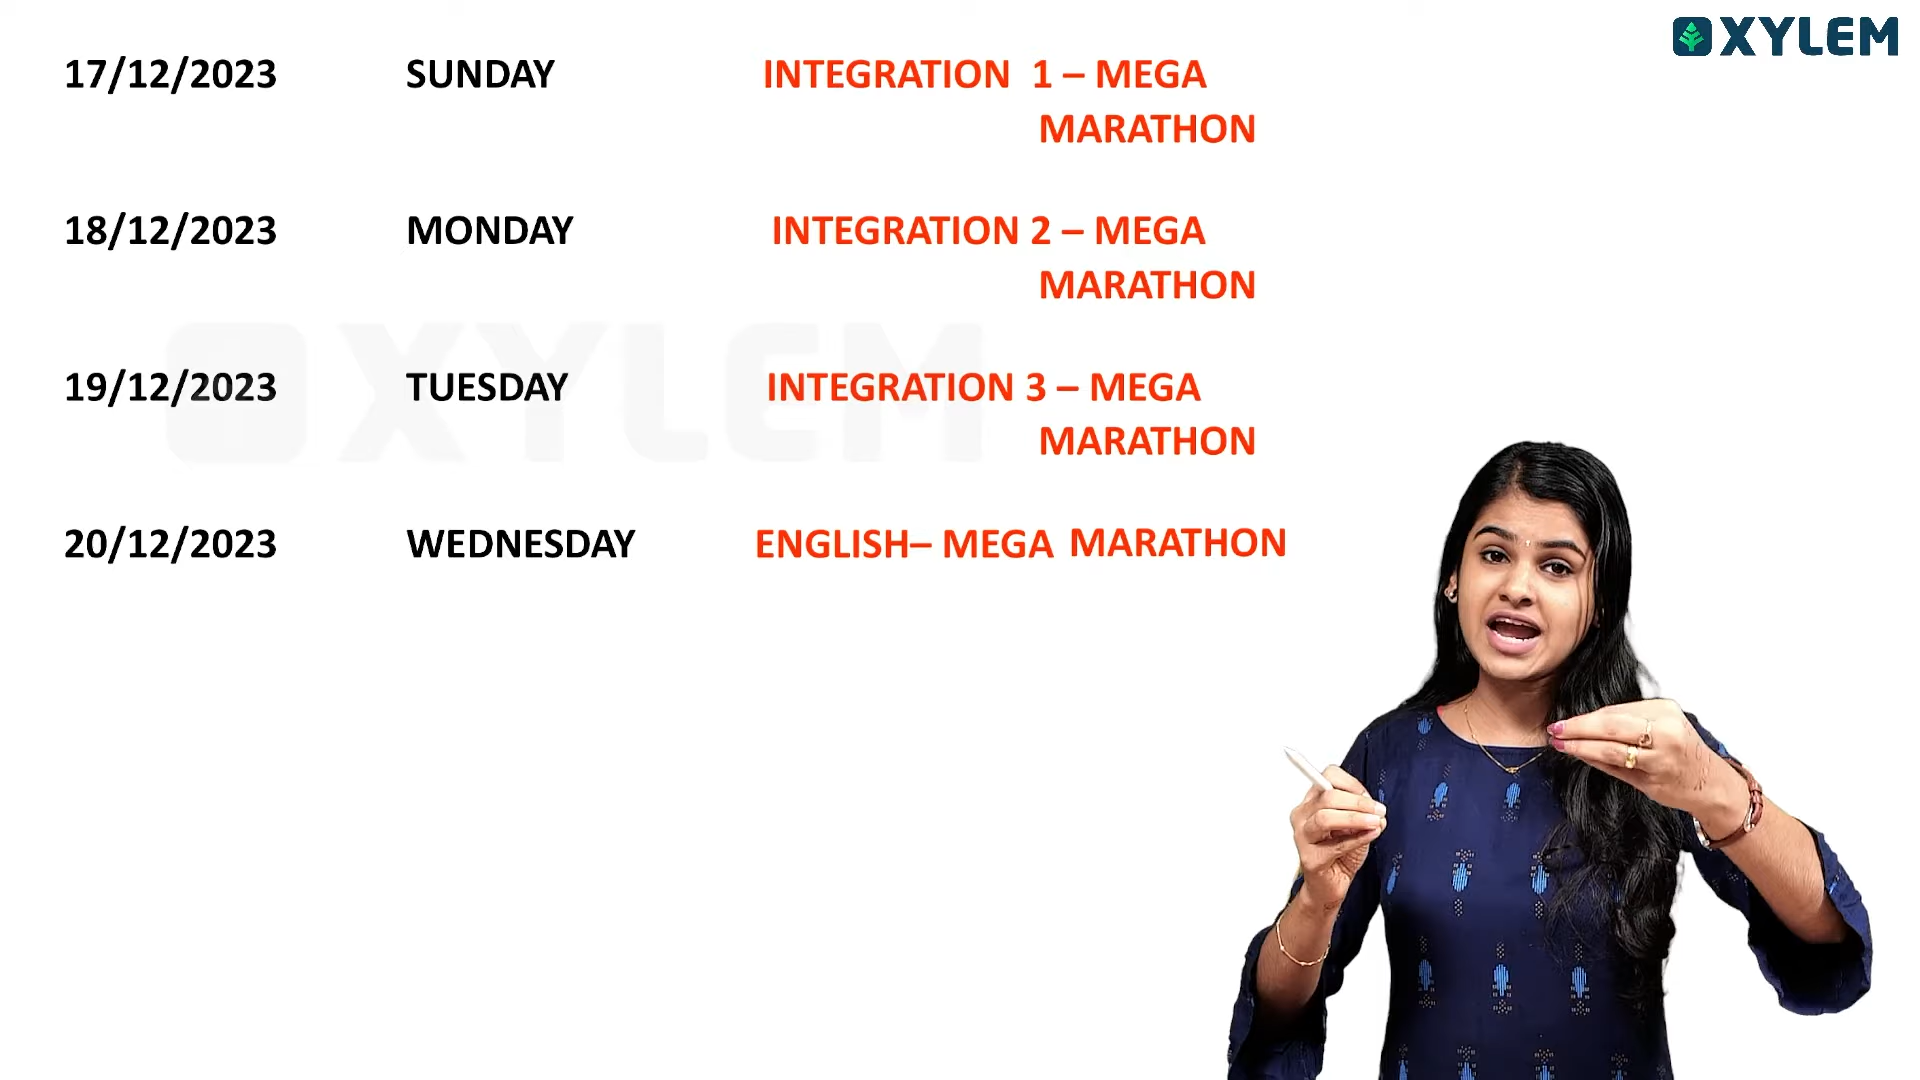 XYLEM
17/12/2023 SUNDAY INTEGRATION 1 – MEGA
MARATHON
18/12/2023 MONDAY INTEGRATION 2 – MEGA
MARATHON
XYLEM
19/12/2023 TUESDAY INTEGRATION 3 – MEGA
MARATHON
20/12/2023 WEDNESDAY ENGLISH– MEGA MARATHON